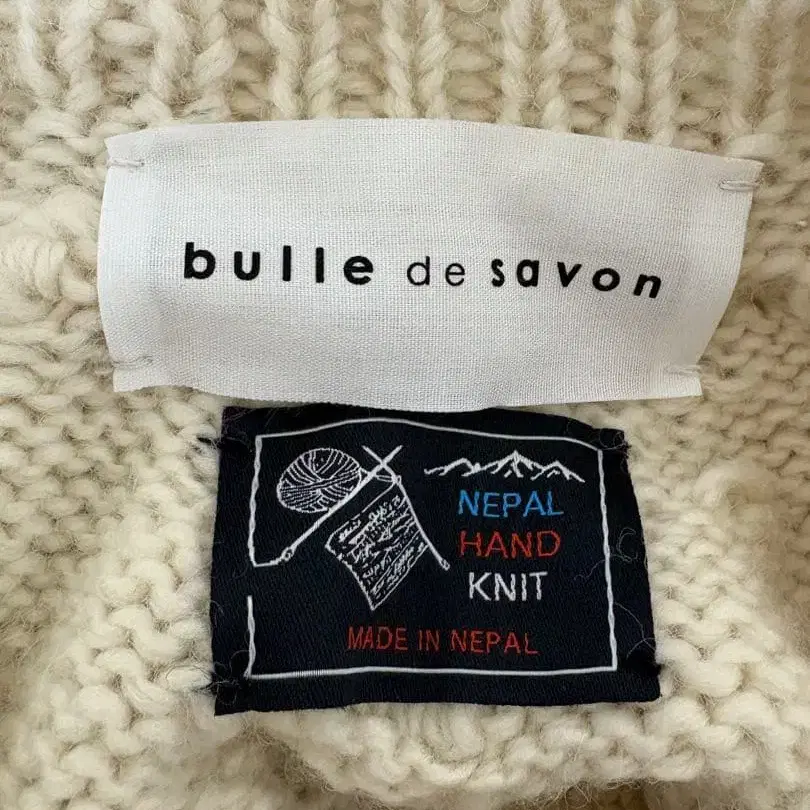 bulle de savon
NEPAL
HAND
KNIT
MADE IN NEPAL